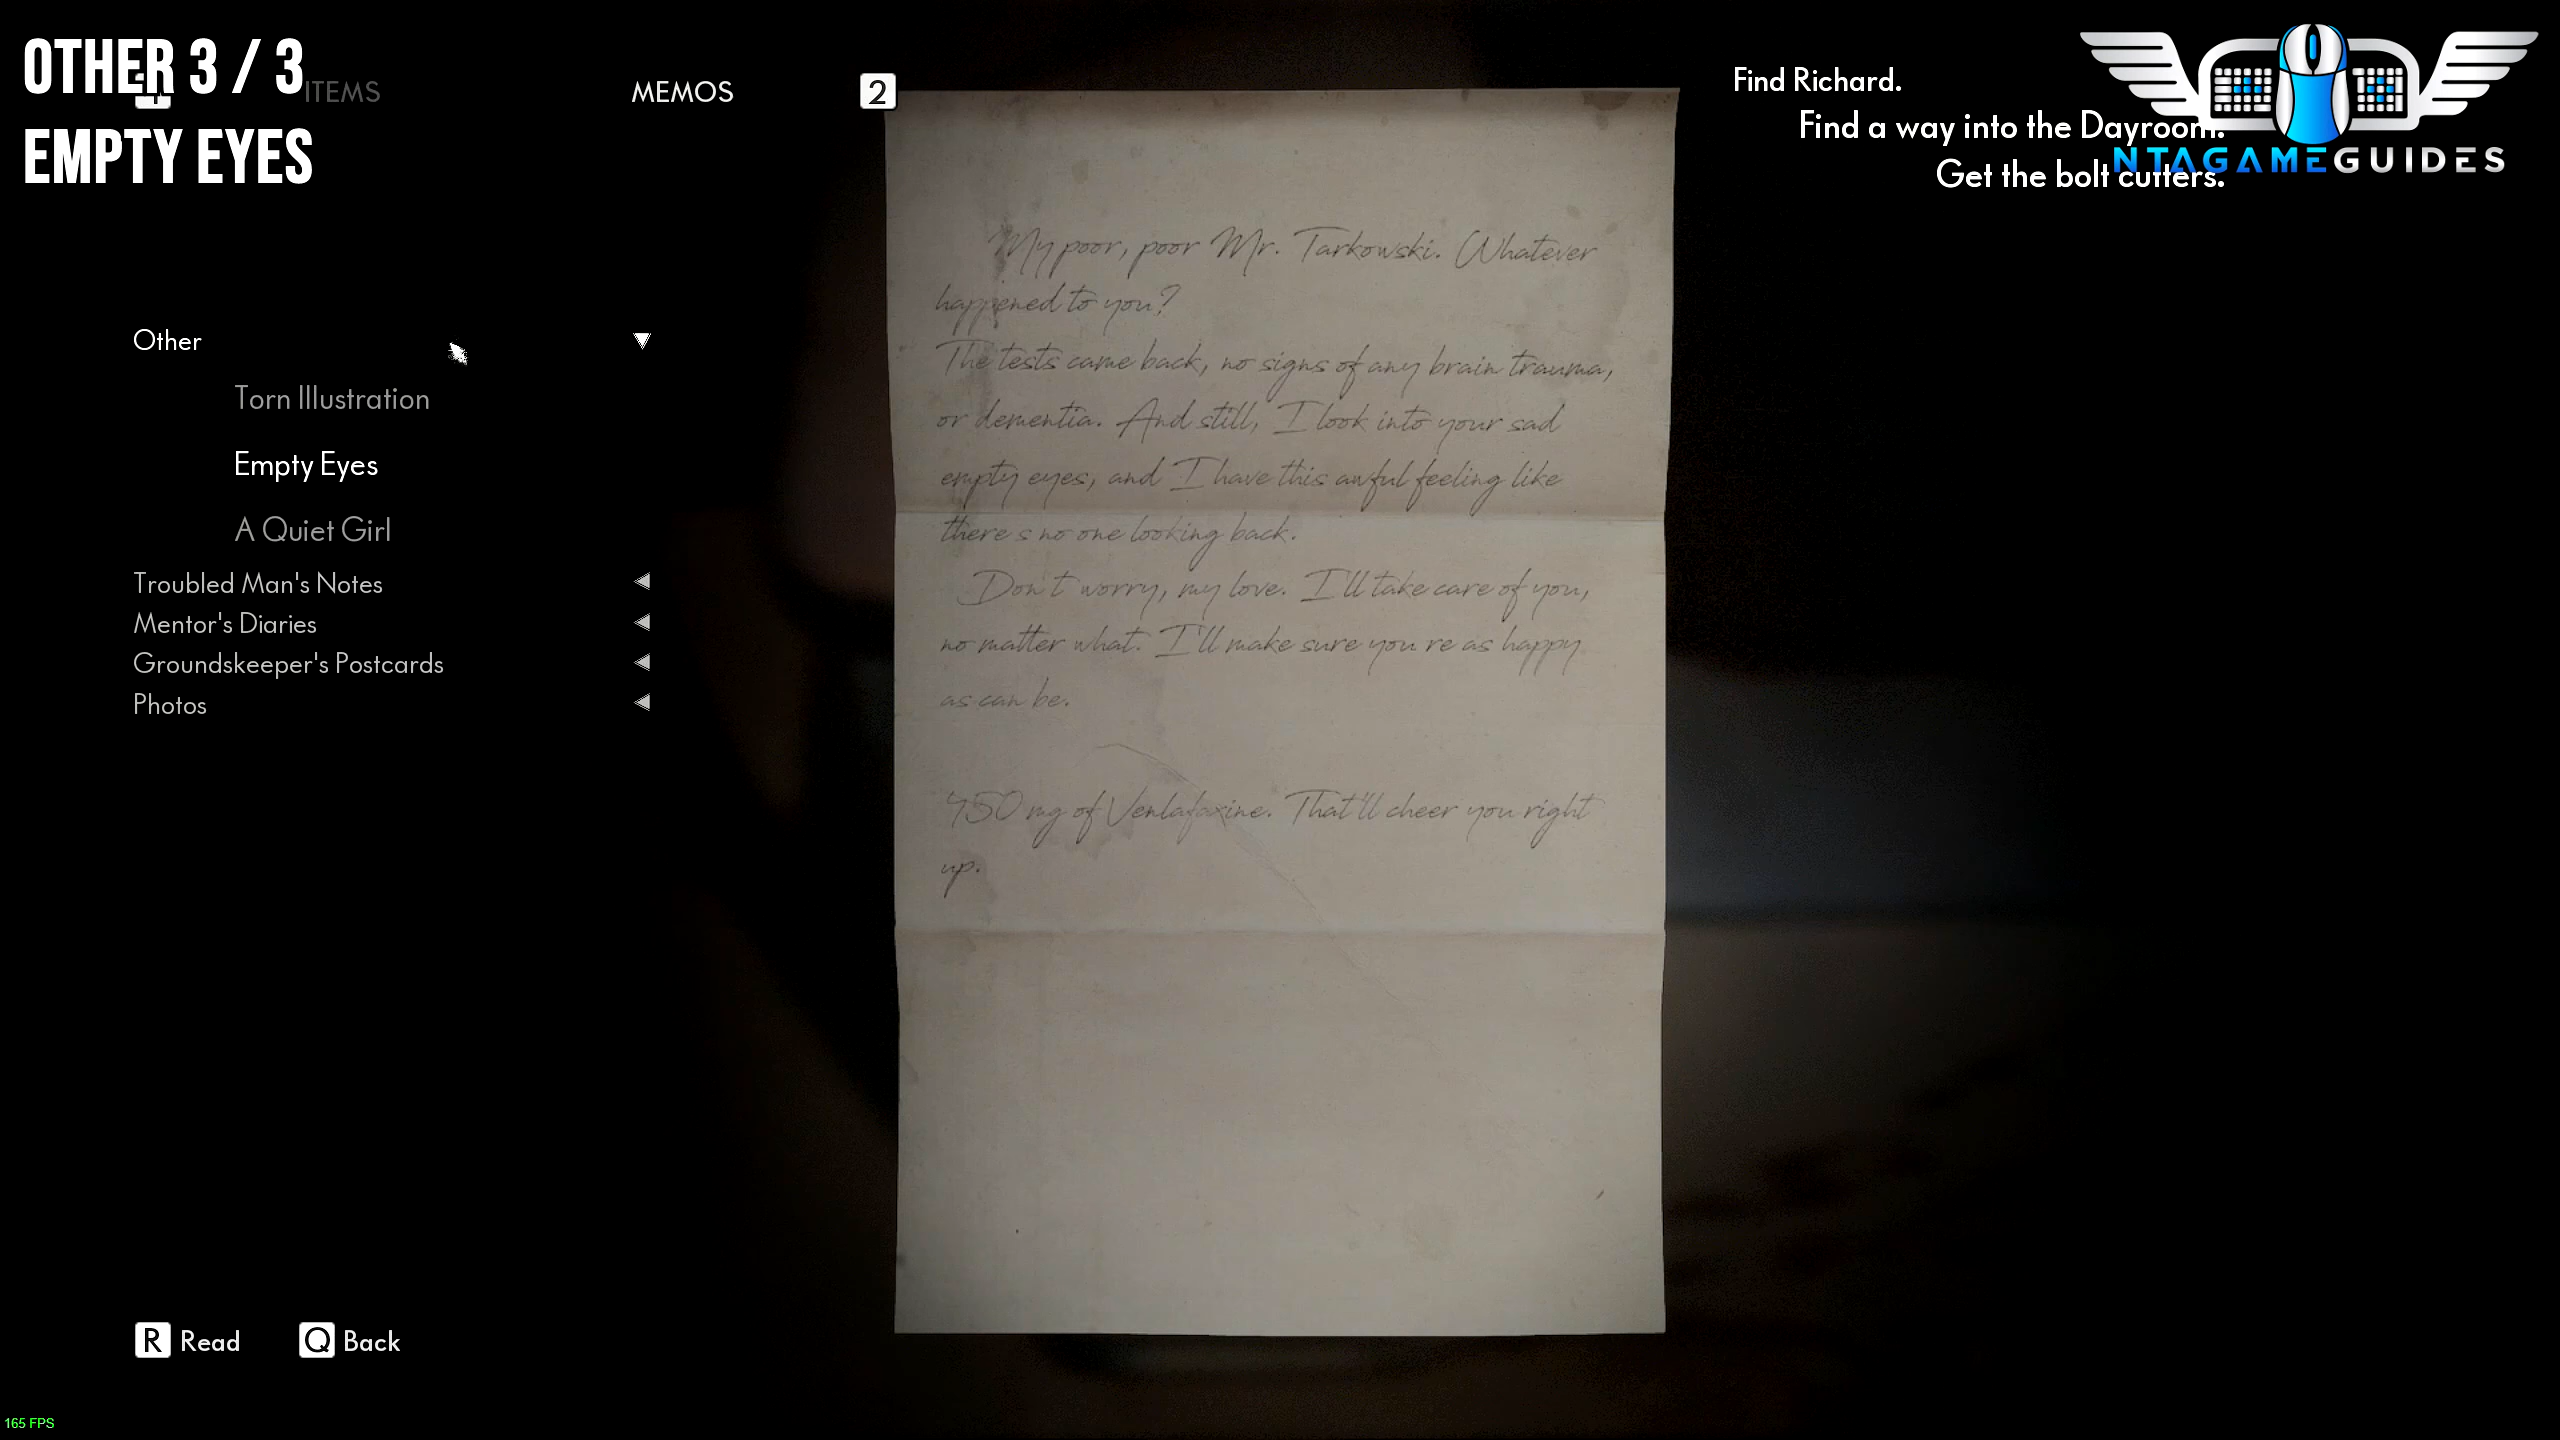 OTHER 3 / 3
EMPTY EYES
ITEMS
MEMOS
2
Find Richard.
Find a way into the Dayroom.
Get the bolt cutters.
NTAGAMEGUIDES
Other
Torn Illustration
Empty Eyes
A Quiet Girl
Troubled Man's Notes
Mentor's Diaries
Groundskeeper's Postcards
Photos
My poor, poor Mr. Tarkowski. Whatever
happened to you?
The tests came back, no signs of any brain trauma,
or dementia. And still, I look into your sad
empty eyes, and I have this awful feeling like
there s no one looking back.
Don't worry, my love. I'll take care of you,
no matter what. I'll make sure you re as happy
as can be.
450 mg of Venlafaxine. That'll cheer you right
up.
R Read
Q Back
165 FPS